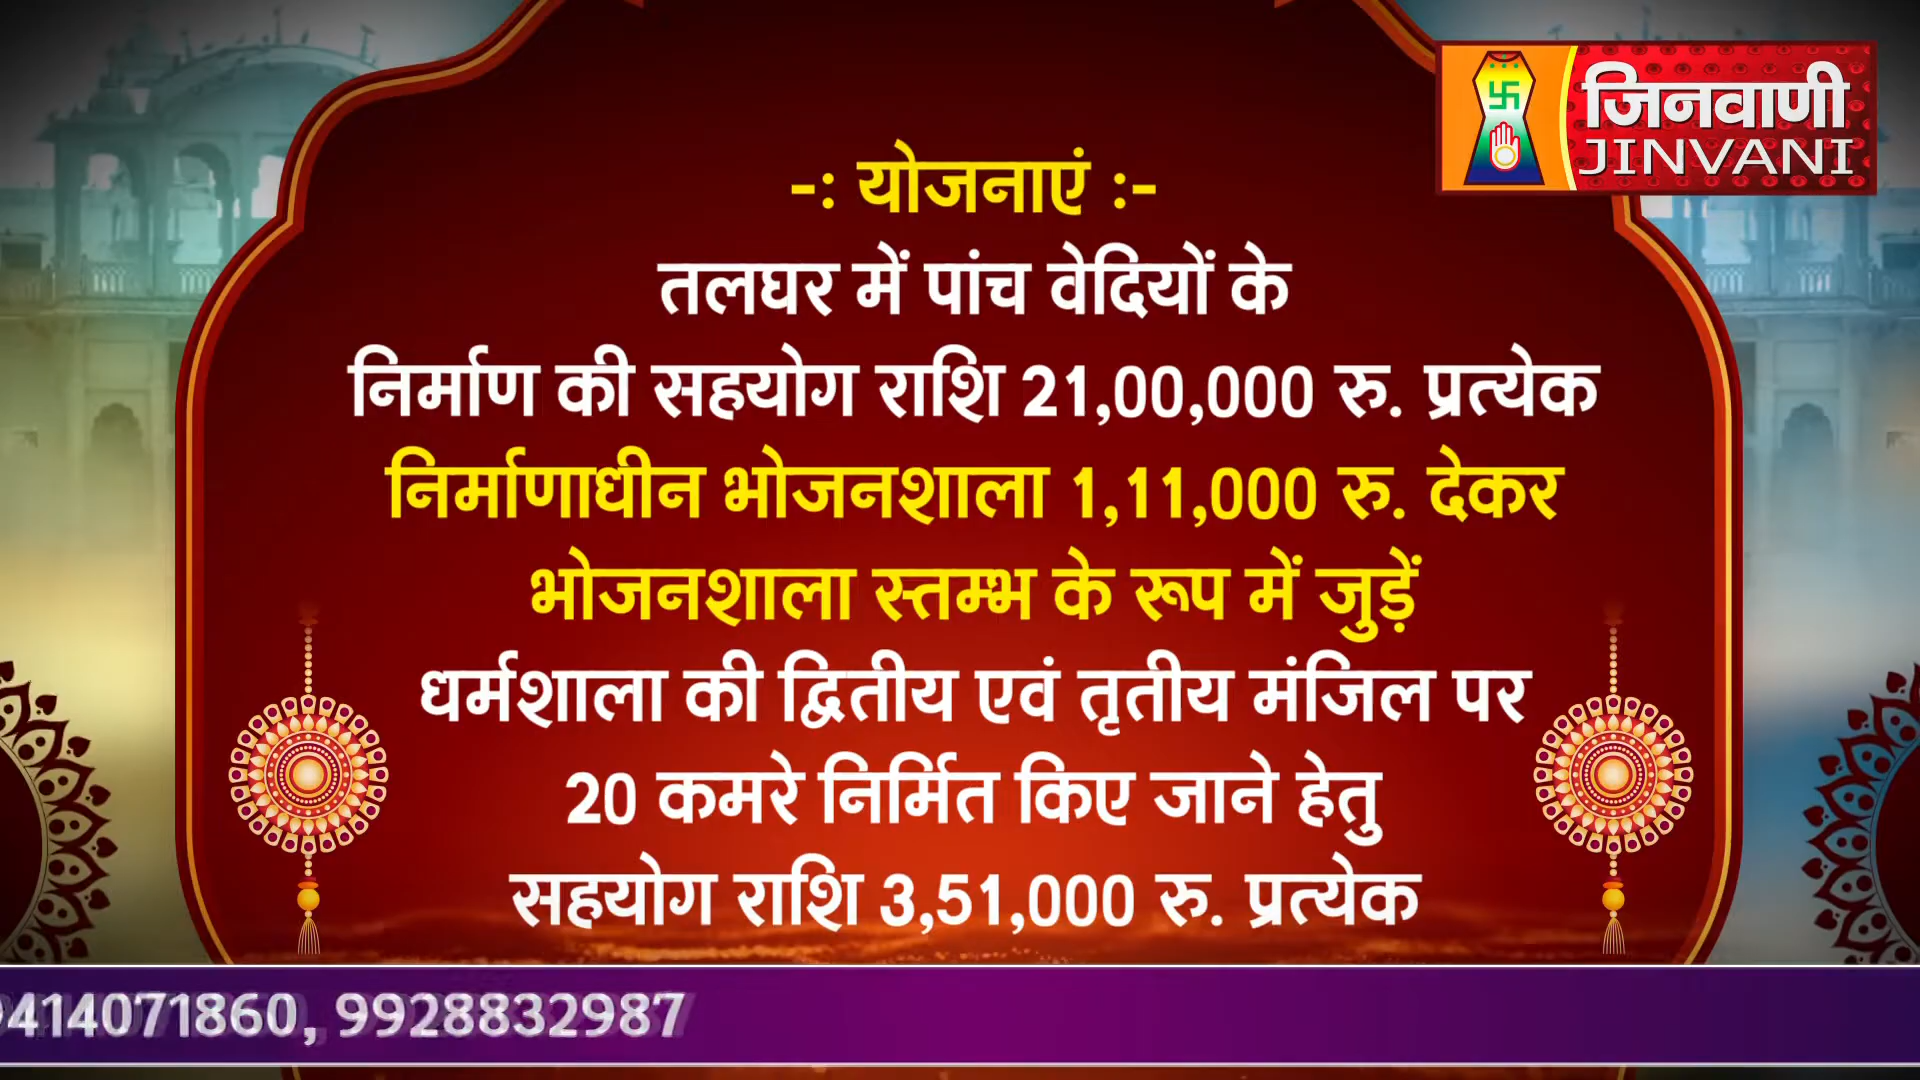 जिनवाणी
JINVANI
-: योजनाएं :-
तलघर में पांच वेदियों के
निर्माण की सहयोग राशि 21,00,000 रु. प्रत्येक
निर्माणाधीन भोजनशाला 1,11,000 रु. देकर
भोजनशाला स्तम्भ के रूप में जुड़ें
धर्मशाला की द्वितीय एवं तृतीय मंजिल पर
20 कमरे निर्मित किए जाने हेतु
सहयोग राशि 3,51,000 रु. प्रत्येक
9414071860, 9928832987